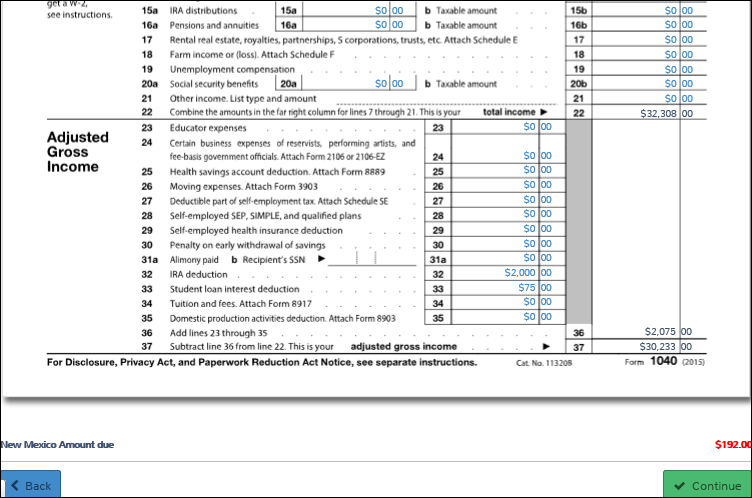 get a W-2,
see instructions.
15a IRA distributions . 15a $0 00 b Taxable amount . . . 15b $0 00
16a Pensions and annuities 16a $0 00 b Taxable amount . . . 16b $0 00
17 Rental real estate, royalties, partnerships, S corporations, trusts, etc. Attach Schedule E 17 $0 00
18 Farm income or (loss). Attach Schedule F . . . . . . . . . . 18 $0 00
19 Unemployment compensation . . . . . . . . . . . . 19 $0 00
20a Social security benefits 20a $0 00 b Taxable amount . . . 20b $0 00
21 Other income. List type and amount 21 $0 00
22 Combine the amounts in the far right column for lines 7 through 21. This is your total income ▶ 22 $32,308 00
Adjusted
Gross
Income
23 Educator expenses . . . . . . . . . . 23 $0 00
24 Certain business expenses of reservists, performing artists, and
fee-basis government officials. Attach Form 2106 or 2106-EZ 24 $0 00
25 Health savings account deduction. Attach Form 8889 . 25 $0 00
26 Moving expenses. Attach Form 3903 . . . . . . 26 $0 00
27 Deductible part of self-employment tax. Attach Schedule SE . 27 $0 00
28 Self-employed SEP, SIMPLE, and qualified plans . . 28 $0 00
29 Self-employed health insurance deduction . . . . 29 $0 00
30 Penalty on early withdrawal of savings . . . . . . 30 $0 00
31a Alimony paid b Recipient's SSN ▶ 31a $0 00
32 IRA deduction . . . . . . . . . . . . 32 $2,000 00
33 Student loan interest deduction . . . . . . . . 33 $75 00
34 Tuition and fees. Attach Form 8917 . . . . . . . 34 $0 00
35 Domestic production activities deduction. Attach Form 8903 35 $0 00
36 Add lines 23 through 35 . . . . . . . . . . . . . 36 $2,075 00
37 Subtract line 36 from line 22. This is your adjusted gross income . . . . . ▶ 37 $30,233 00
For Disclosure, Privacy Act, and Paperwork Reduction Act Notice, see separate instructions. Cat. No. 11320B Form 1040 (2015)
New Mexico Amount due $192.00
Back Continue